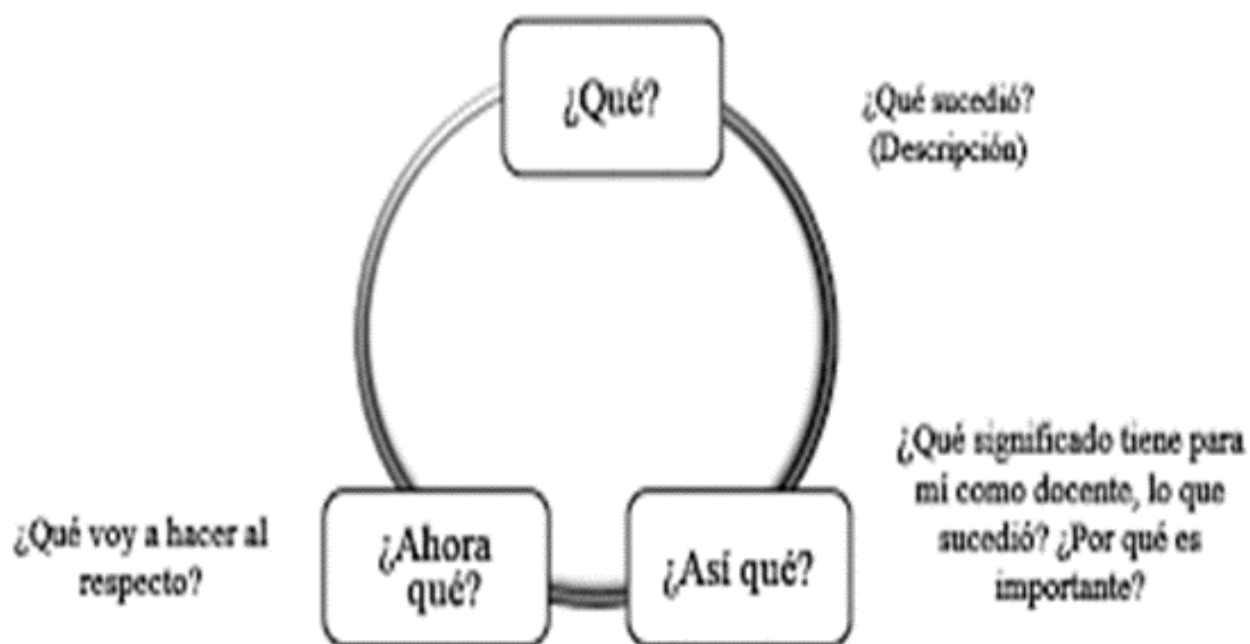 ¿Qué?
¿Qué sucedió?
(Descripción)
¿Qué significado tiene para
mí como docente, lo que
sucedió? ¿Por qué es
importante?
¿Así qué?
¿Ahora
qué?
¿Qué voy a hacer al
respecto?